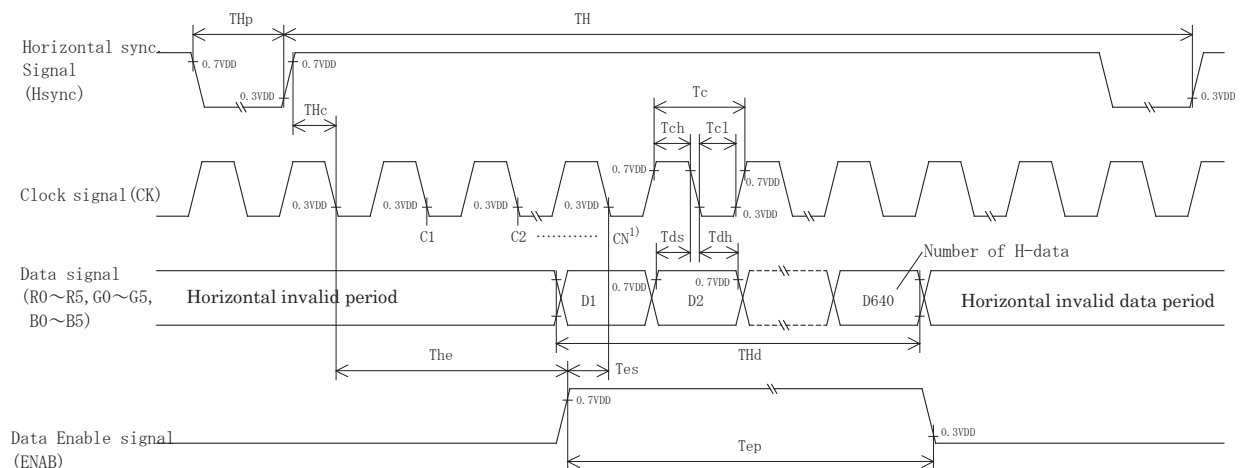 THp
TH
Horizontal sync.
Signal
(Hsync)
0.7VDD
0.3VDD
0.7VDD
0.3VDD
THc
Tc
Tch
Tcl
Clock signal(CK)
0.3VDD
0.3VDD
0.3VDD
0.3VDD
0.7VDD
0.7VDD
0.3VDD
C1
C2
CN1)
Tds
Tdh
Number of H-data
Data signal
(R0～R5,G0～G5,
B0～B5)
Horizontal invalid period
D1
0.7VDD
D2
0.7VDD
D640
Horizontal invalid data period
The
Tes
THd
0.7VDD
Data Enable signal
(ENAB)
Tep
0.3VDD